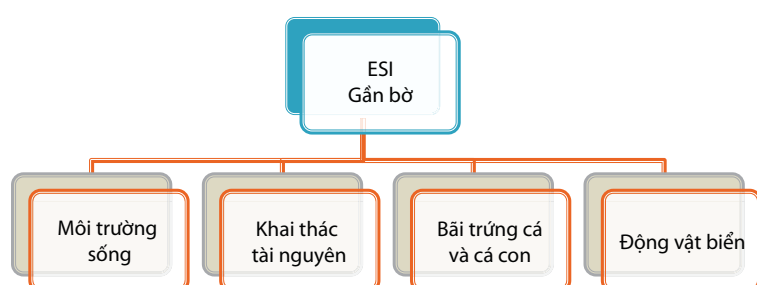 ESI
Gần bờ
Môi trường
sống
Khai thác
tài nguyên
Bãi trứng cá
và cá con
Động vật biển